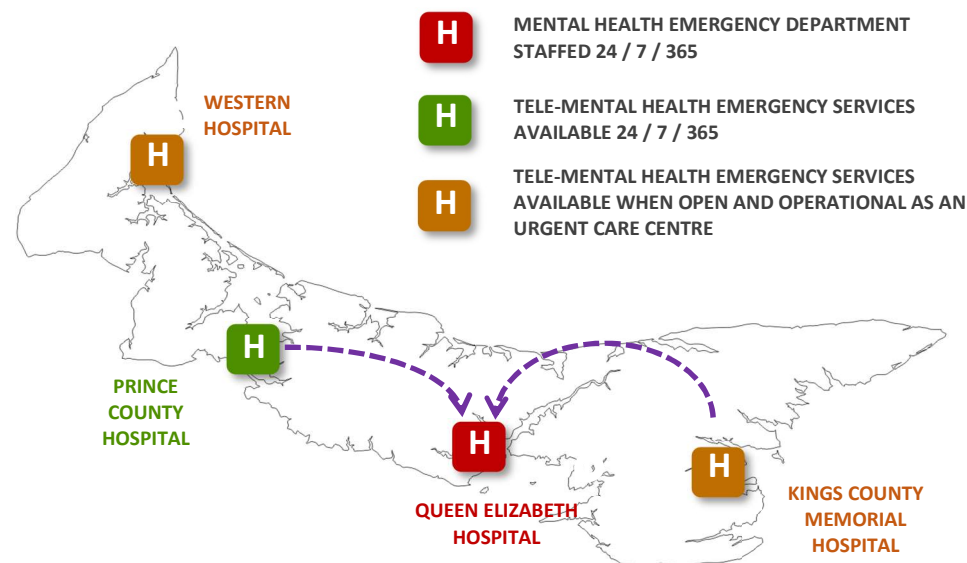 H
MENTAL HEALTH EMERGENCY DEPARTMENT
STAFFED 24 / 7 / 365
H
TELE-MENTAL HEALTH EMERGENCY SERVICES
AVAILABLE 24 / 7 / 365
H
TELE-MENTAL HEALTH EMERGENCY SERVICES
AVAILABLE WHEN OPEN AND OPERATIONAL AS AN
URGENT CARE CENTRE
WESTERN
HOSPITAL
H
H
PRINCE
COUNTY
HOSPITAL
H
QUEEN ELIZABETH
HOSPITAL
H
KINGS COUNTY
MEMORIAL
HOSPITAL